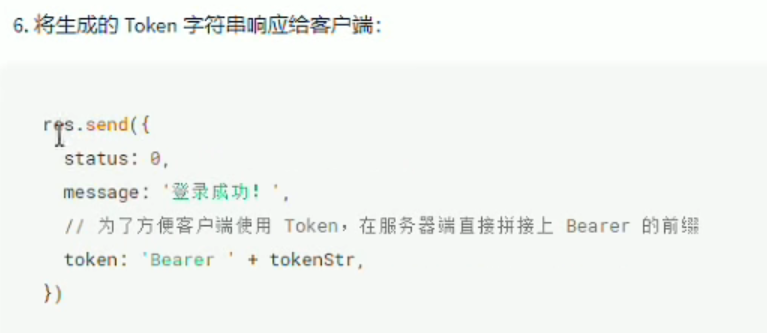 6. 将生成的 Token 字符串响应给客户端：
res.send({
  status: 0,
  message: '登录成功！',
  // 为了方便客户端使用 Token，在服务器端直接拼接上 Bearer 的前缀
  token: 'Bearer ' + tokenStr,
})